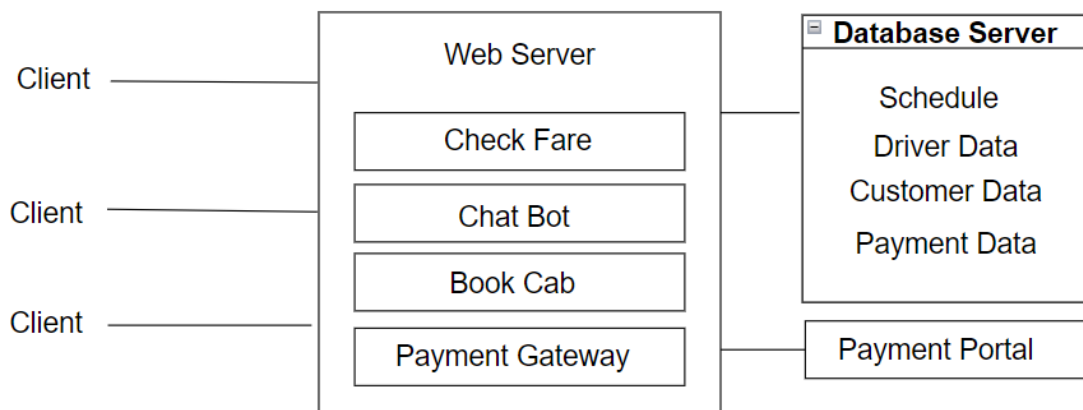 Client
Client
Client
Web Server
Check Fare
Chat Bot
Book Cab
Payment Gateway
Database Server
Schedule
Driver Data
Customer Data
Payment Data
Payment Portal